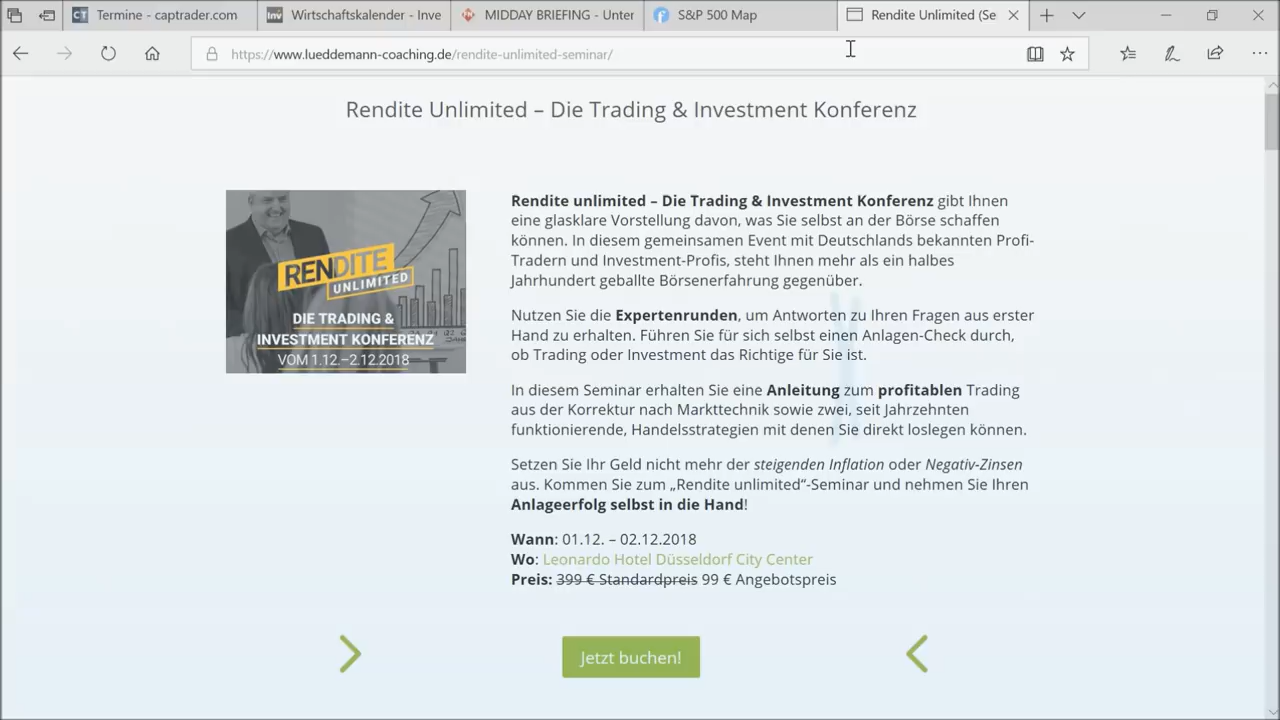 Termine - captrader.com
Wirtschaftskalender - Inve
MIDDAY BRIEFING - Unter
S&P 500 Map
Rendite Unlimited (Se
https://www.lueddemann-coaching.de/rendite-unlimited-seminar/
Rendite Unlimited – Die Trading & Investment Konferenz
RENDITE
UNLIMITED
DIE TRADING &
INVESTMENT KONFERENZ
VOM 1.12.–2.12.2018
Rendite unlimited – Die Trading & Investment Konferenz gibt Ihnen
eine glasklare Vorstellung davon, was Sie selbst an der Börse schaffen
können. In diesem gemeinsamen Event mit Deutschlands bekannten Profi-
Tradern und Investment-Profis, steht Ihnen mehr als ein halbes
Jahrhundert geballte Börsenerfahrung gegenüber.
Nutzen Sie die Expertenrunden, um Antworten zu Ihren Fragen aus erster
Hand zu erhalten. Führen Sie für sich selbst einen Anlagen-Check durch,
ob Trading oder Investment das Richtige für Sie ist.
In diesem Seminar erhalten Sie eine Anleitung zum profitablen Trading
aus der Korrektur nach Markttechnik sowie zwei, seit Jahrzehnten
funktionierende, Handelsstrategien mit denen Sie direkt loslegen können.
Setzen Sie Ihr Geld nicht mehr der steigenden Inflation oder Negativ-Zinsen
aus. Kommen Sie zum „Rendite unlimited“-Seminar und nehmen Sie Ihren
Anlageerfolg selbst in die Hand!
Wann: 01.12. – 02.12.2018
Wo: Leonardo Hotel Düsseldorf City Center
Preis: 399 € Standardpreis 99 € Angebotspreis
Jetzt buchen!